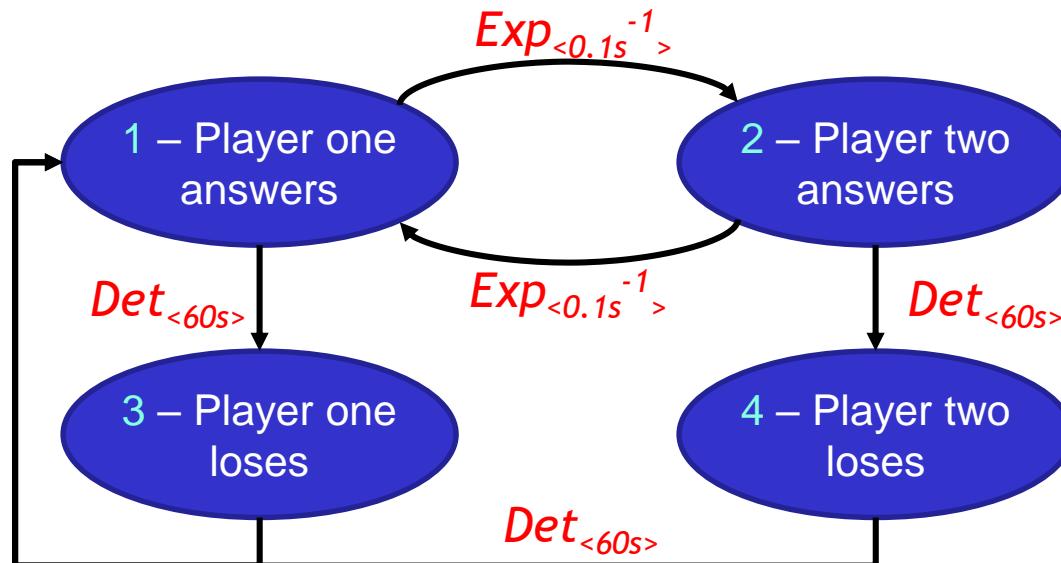 Exp<0.1s⁻¹>
1 – Player one
answers
2 – Player two
answers
Exp<0.1s⁻¹>
Det<60s>
Det<60s>
3 – Player one
loses
4 – Player two
loses
Det<60s>